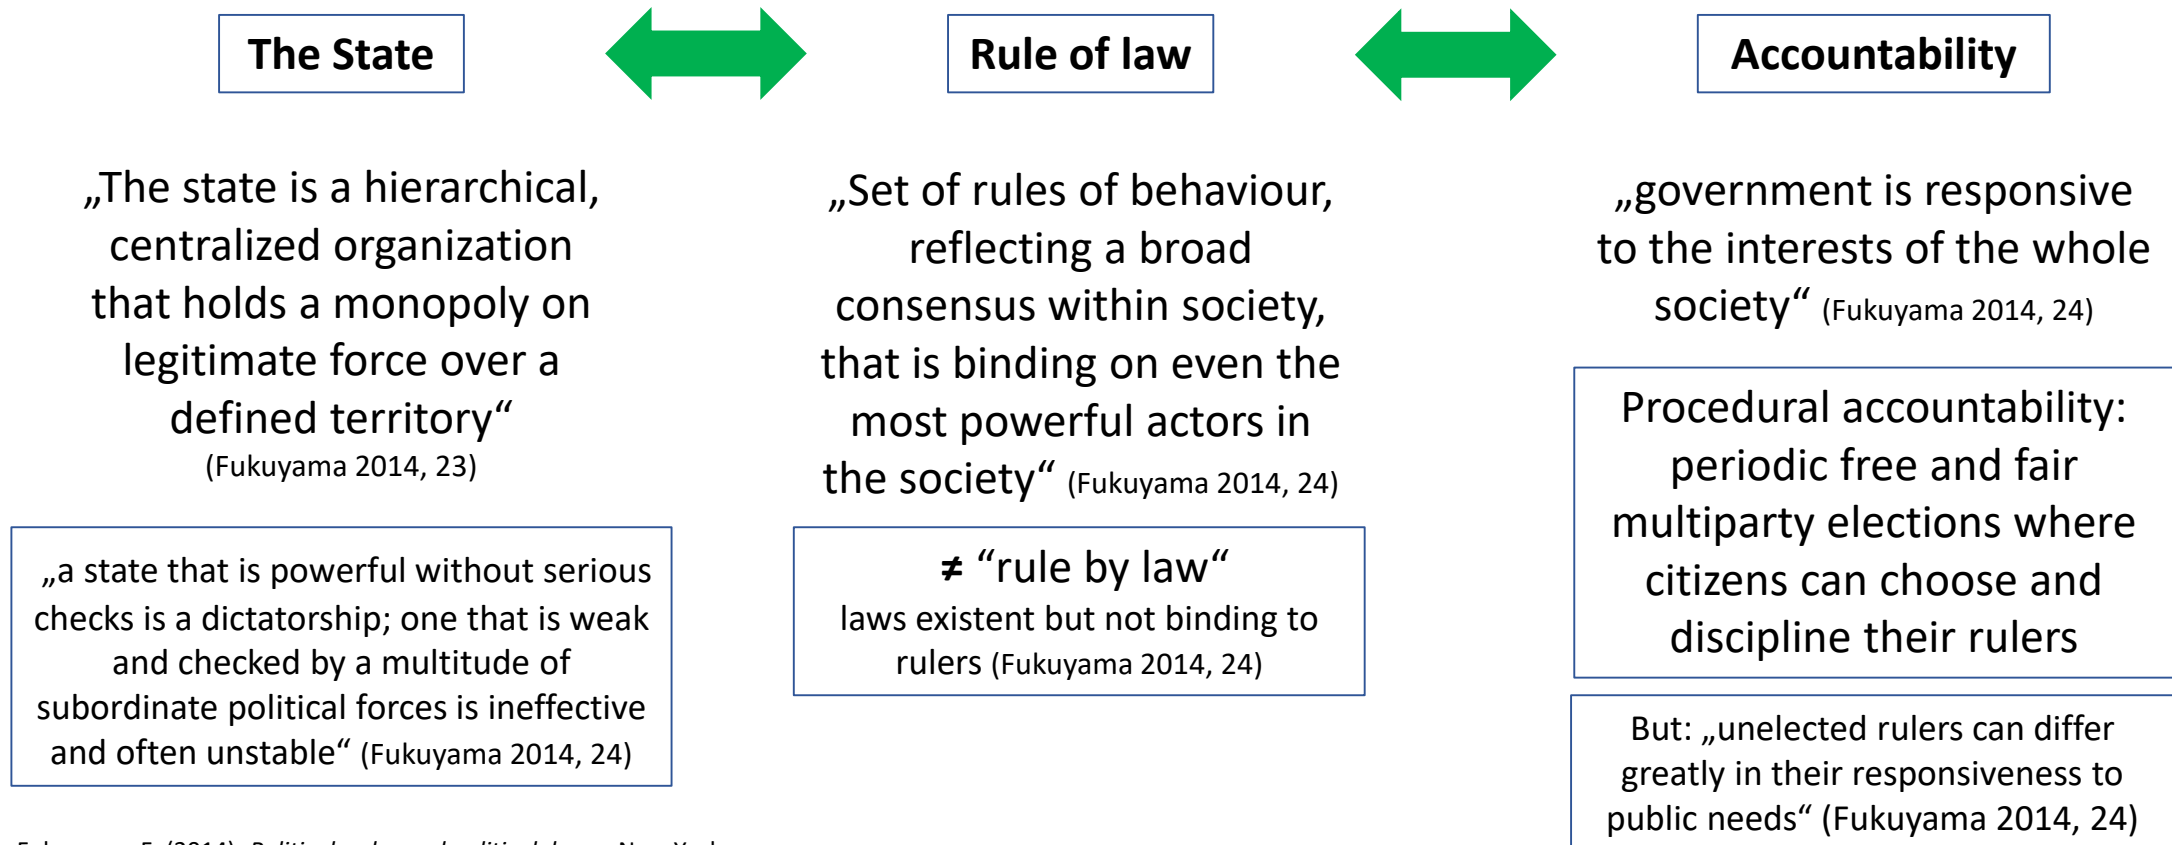 The State
Rule of law
Accountability
„The state is a hierarchical,
centralized organization
that holds a monopoly on
legitimate force over a
defined territory“
(Fukuyama 2014, 23)
„a state that is powerful without serious
checks is a dictatorship; one that is weak
and checked by a multitude of
subordinate political forces is ineffective
and often unstable“ (Fukuyama 2014, 24)
„Set of rules of behaviour,
reflecting a broad
consensus within society,
that is binding on even the
most powerful actors in
the society“ (Fukuyama 2014, 24)
≠ “rule by law“
laws existent but not binding to
rulers (Fukuyama 2014, 24)
„government is responsive
to the interests of the whole
society“ (Fukuyama 2014, 24)
Procedural accountability:
periodic free and fair
multiparty elections where
citizens can choose and
discipline their rulers
But: „unelected rulers can differ
greatly in their responsiveness to
public needs“ (Fukuyama 2014, 24)